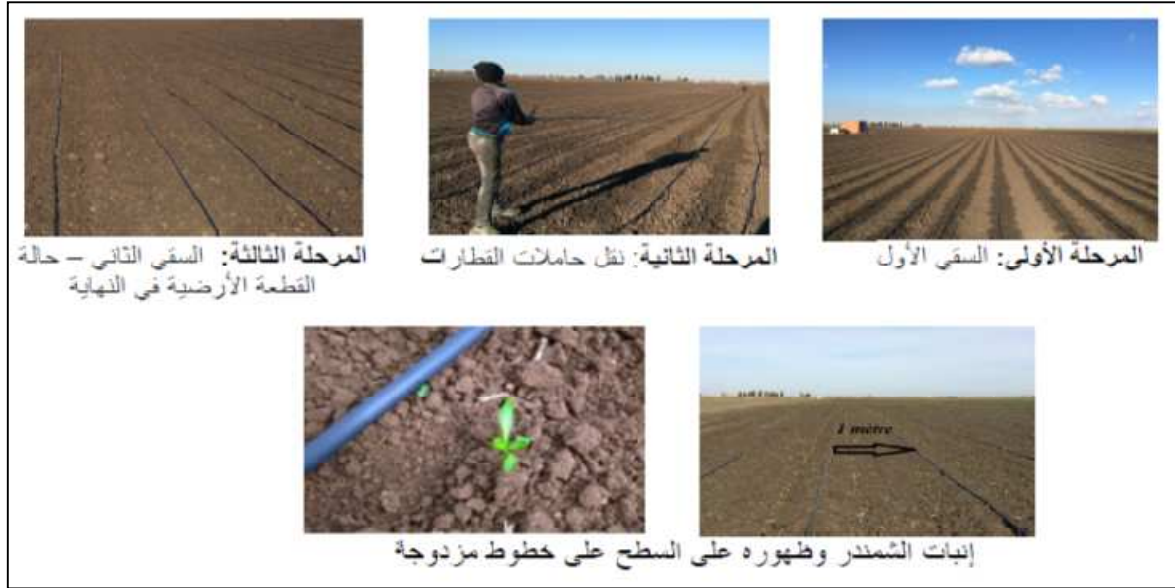 المرحلة الأولى: السقي الأول
المرحلة الثانية: نقل حاملات القطارات
المرحلة الثالثة: السقي الثاني – حالة
القطعة الأرضية في النهاية
1 mètre
إنبات الشمندر وظهوره على السطح على خطوط مزدوجة